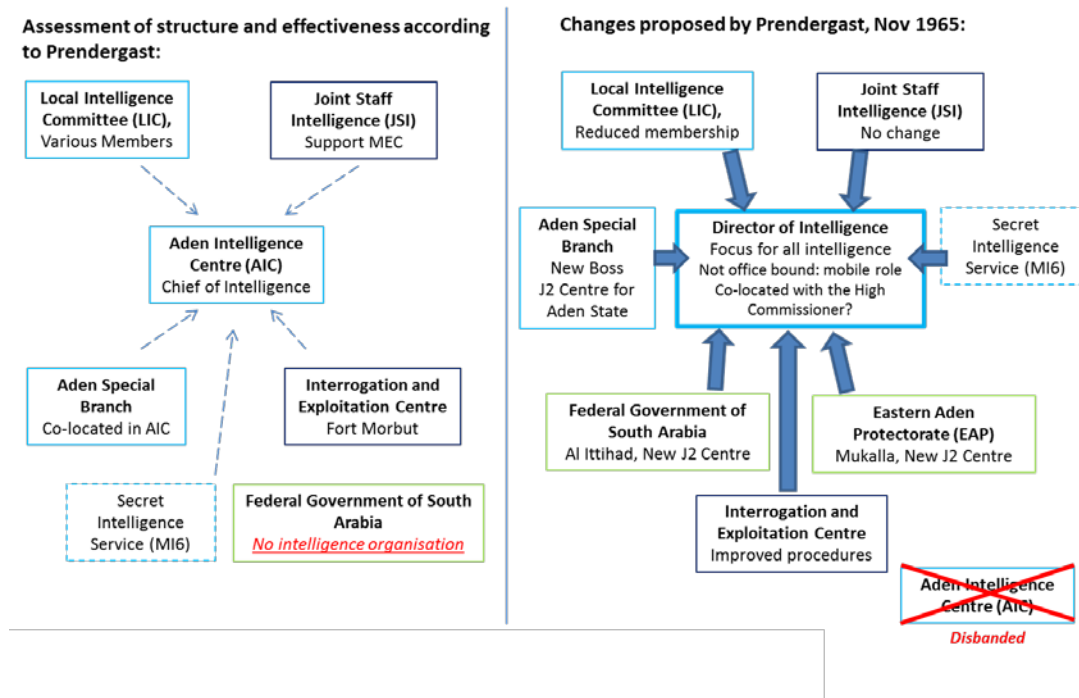 Assessment of structure and effectiveness according
to Prendergast:
Local Intelligence
Committee (LIC),
Various Members
Joint Staff
Intelligence (JSI)
Support MEC
Aden Intelligence
Centre (AIC)
Chief of Intelligence
Aden Special
Branch
Co-located in AIC
Interrogation and
Exploitation Centre
Fort Morbut
Secret
Intelligence
Service (MI6)
Federal Government of South
Arabia
No intelligence organisation
Changes proposed by Prendergast, Nov 1965:
Local Intelligence
Committee (LIC),
Reduced membership
Joint Staff
Intelligence (JSI)
No change
Aden Special
Branch
New Boss
J2 Centre for
Aden State
Director of Intelligence
Focus for all intelligence
Not office bound: mobile role
Co-located with the High
Commissioner?
Secret
Intelligence
Service (MI6)
Federal Government of
South Arabia
Al Ittihad, New J2 Centre
Eastern Aden
Protectorate (EAP)
Mukalla, New J2 Centre
Interrogation and
Exploitation Centre
Improved procedures
Aden Intelligence
Centre (AIC)
Disbanded